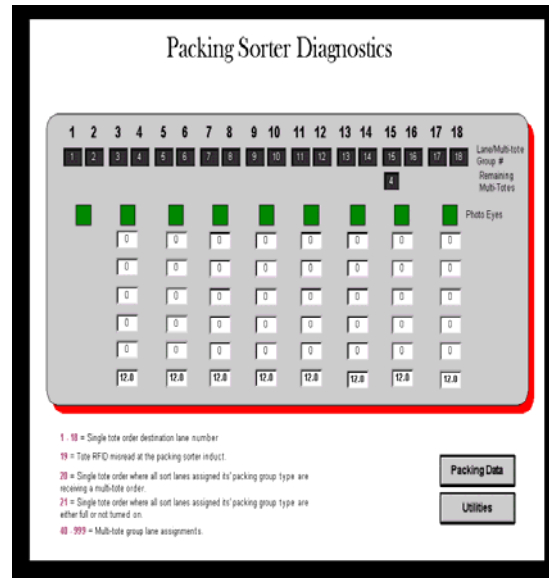 Packing Sorter Diagnostics
1 2 3 4 5 6 7 8 9 10 11 12 13 14 15 16 17 18
1 2 3 4 5 6 7 8 9 10 11 12 13 14 15 16 17 18
Lane/Multi-tote
Group #
4
Remaining
Multi-Totes
Photo Eyes
0 0 0 0 0 0 0 0
0 0 0 0 0 0 0 0
0 0 0 0 0 0 0 0
0 0 0 0 0 0 0 0
0 0 0 0 0 0 0 0
12.0 12.0 12.0 12.0 12.0 12.0 12.0 12.0
1 - 18 = Single tote order destination lane number
19 = Tote RFID misread at the packing sorter induct.
20 = Single tote order where all sort lanes assigned its' packing group type are
receiving a multi-tote order.
21 = Single tote order where all sort lanes assigned its' packing group type are
either full or not turned on.
40 - 999 = Multi-tote group lane assignments.
Packing Data
Utilities